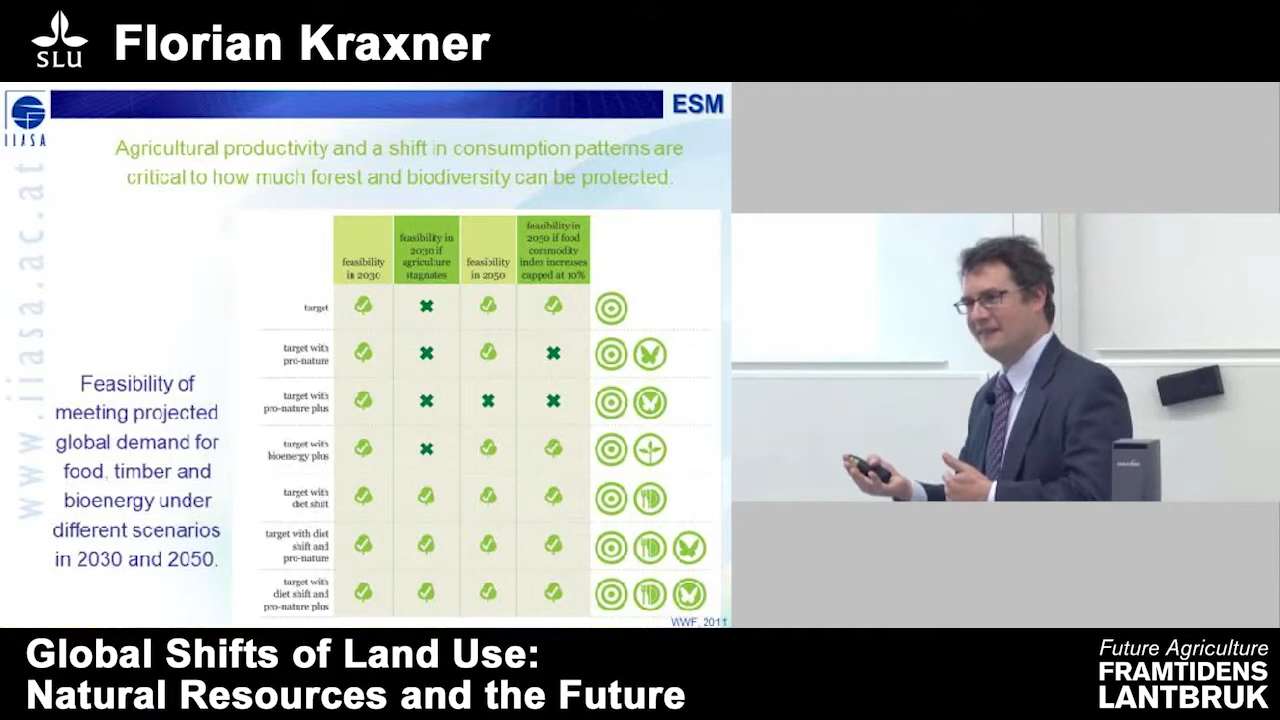 SLU
Florian Kraxner
IIASA
www.iiasa.ac.at
ESM
Agricultural productivity and a shift in consumption patterns are
critical to how much forest and biodiversity can be protected.
Feasibility of
meeting projected
global demand for
food, timber and
bioenergy under
different scenarios
in 2030 and 2050.
feasibility
in 2030
feasibility in
2030 if
agriculture
stagnates
feasibility
in 2050
feasibility in
2050 if food
commodity
index increases
capped at 10%
target
target with
pro-nature
target with
pro-nature plus
target with
bioenergy plus
target with
diet shift
target with diet
shift and
pro-nature
target with
diet shift and
pro-nature plus
WWF, 2011
Global Shifts of Land Use:
Natural Resources and the Future
Future Agriculture
FRAMTIDENS
LANTBRUK